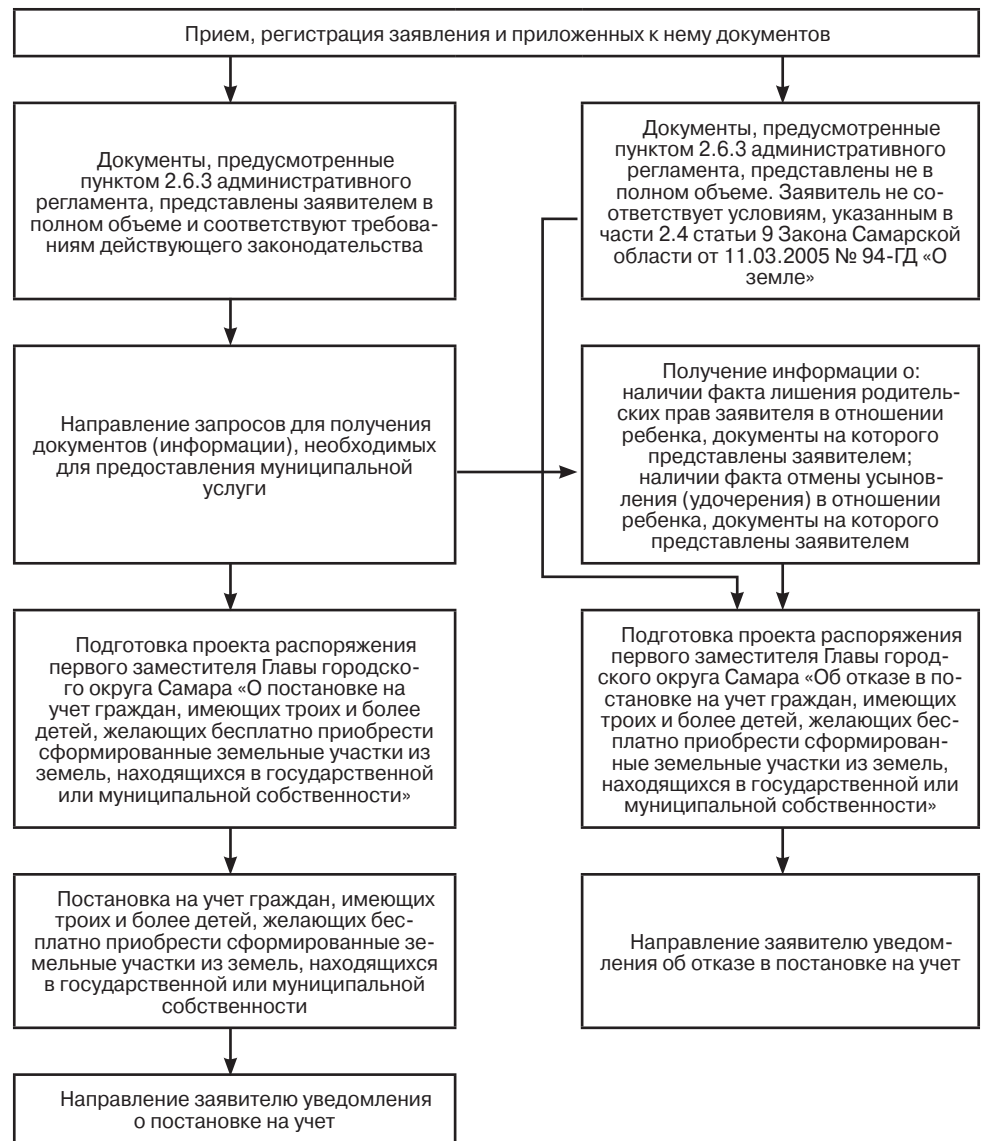 Прием, регистрация заявления и приложенных к нему документов
Документы, предусмотренные
пунктом 2.6.3 административного
регламента, представлены заявителем в
полном объеме и соответствуют требова-
ниям действующего законодательства
Документы, предусмотренные
пунктом 2.6.3 административного
регламента, представлены не в
полном объеме. Заявитель не со-
ответствует условиям, указанным в
части 2.4 статьи 9 Закона Самарской
области от 11.03.2005 № 94-ГД «О
земле»
Направление запросов для получения
документов (информации), необходимых
для предоставления муниципальной
услуги
Получение информации о:
наличии факта лишения родитель-
ских прав заявителя в отношении
ребенка, документы на которого
представлены заявителем;
наличии факта отмены усынов-
ления (удочерения) в отношении
ребенка, документы на которого
представлены заявителем
Подготовка проекта распоряжения
первого заместителя Главы городско-
го округа Самара «О постановке на
учет граждан, имеющих троих и более
детей, желающих бесплатно приобрести
сформированные земельные участки из
земель, находящихся в государственной
или муниципальной собственности»
Подготовка проекта распоряжения
первого заместителя Главы город-
ского округа Самара «Об отказе в по-
становке на учет граждан, имеющих
троих и более детей, желающих бес-
платно приобрести сформирован-
ные земельные участки из земель,
находящихся в государственной или
муниципальной собственности»
Постановка на учет граждан, имеющих
троих и более детей, желающих бес-
платно приобрести сформированные зе-
мельные участки из земель, находящихся
в государственной или муниципальной
собственности
Направление заявителю уведом-
ления об отказе в постановке на учет
Направление заявителю уведомления
о постановке на учет